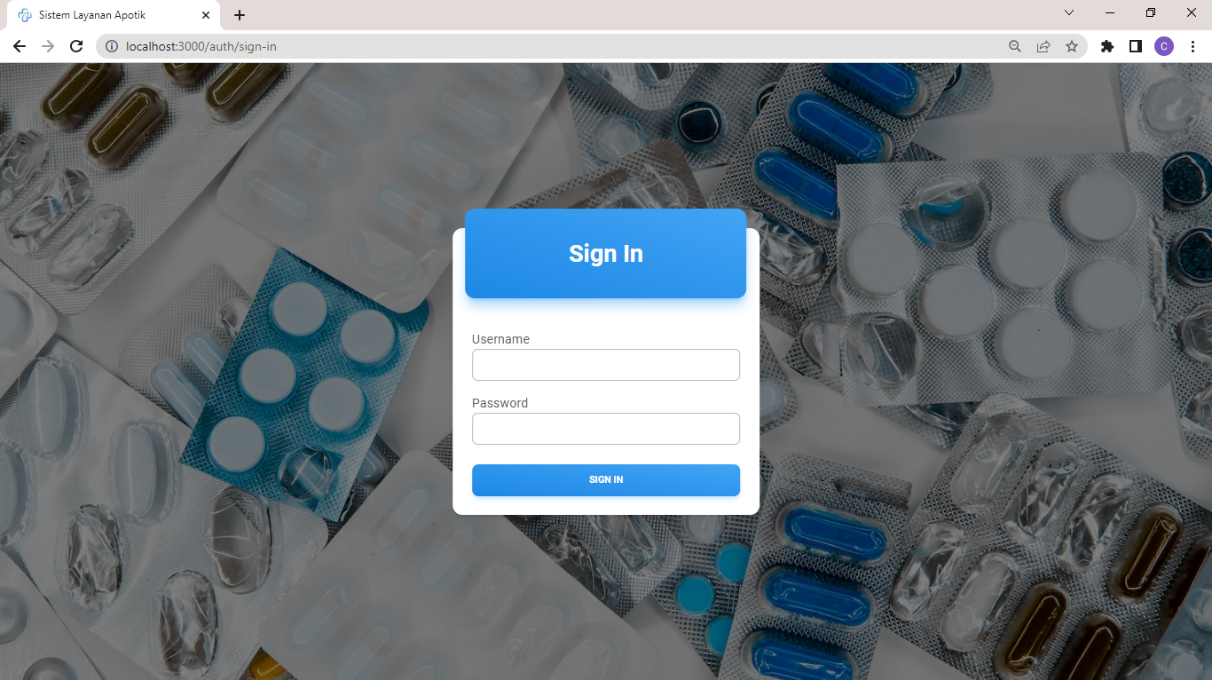 Sistem Layanan Apotik
localhost:3000/auth/sign-in
C
Sign In
Username
Password
SIGN IN